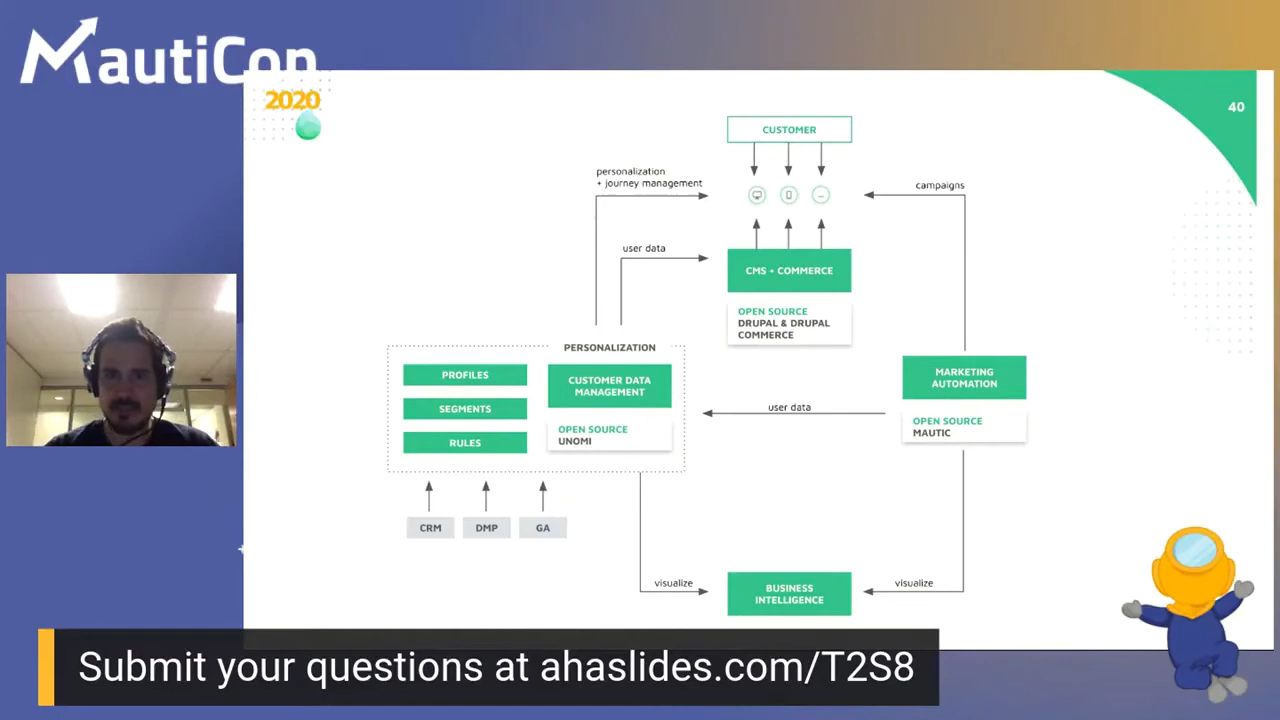 MautiCon
2020
40
CUSTOMER
personalization
+ journey management
campaigns
user data
CMS + COMMERCE
OPEN SOURCE
DRUPAL & DRUPAL
COMMERCE
PERSONALIZATION
PROFILES
SEGMENTS
RULES
CUSTOMER DATA
MANAGEMENT
OPEN SOURCE
UNOMI
user data
MARKETING
AUTOMATION
OPEN SOURCE
MAUTIC
CRM
DMP
GA
visualize
BUSINESS
INTELLIGENCE
visualize
Submit your questions at ahaslides.com/T2S8